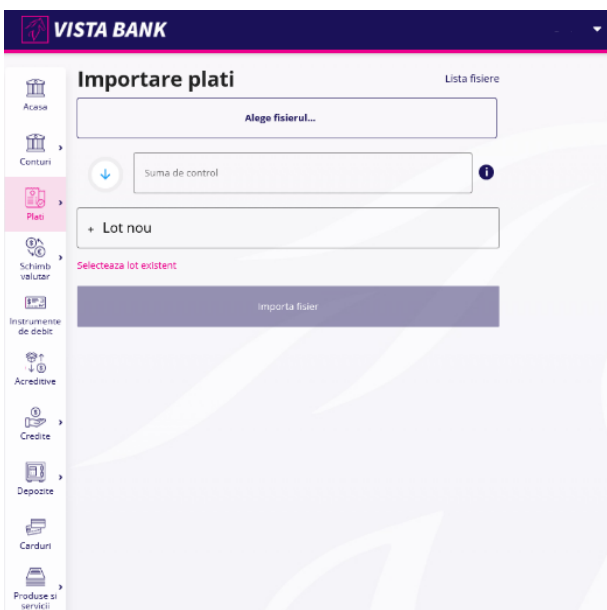 VISTA BANK
Importare plati
Lista fisiere
Alege fisierul...
Suma de control
i
+ Lot nou
Selecteaza lot existent
Importa fisier
Acasa
Conturi
Plati
Schimb
valutar
Instrumente
de debit
Acreditive
Credite
Depozite
Carduri
Produse si
servicii